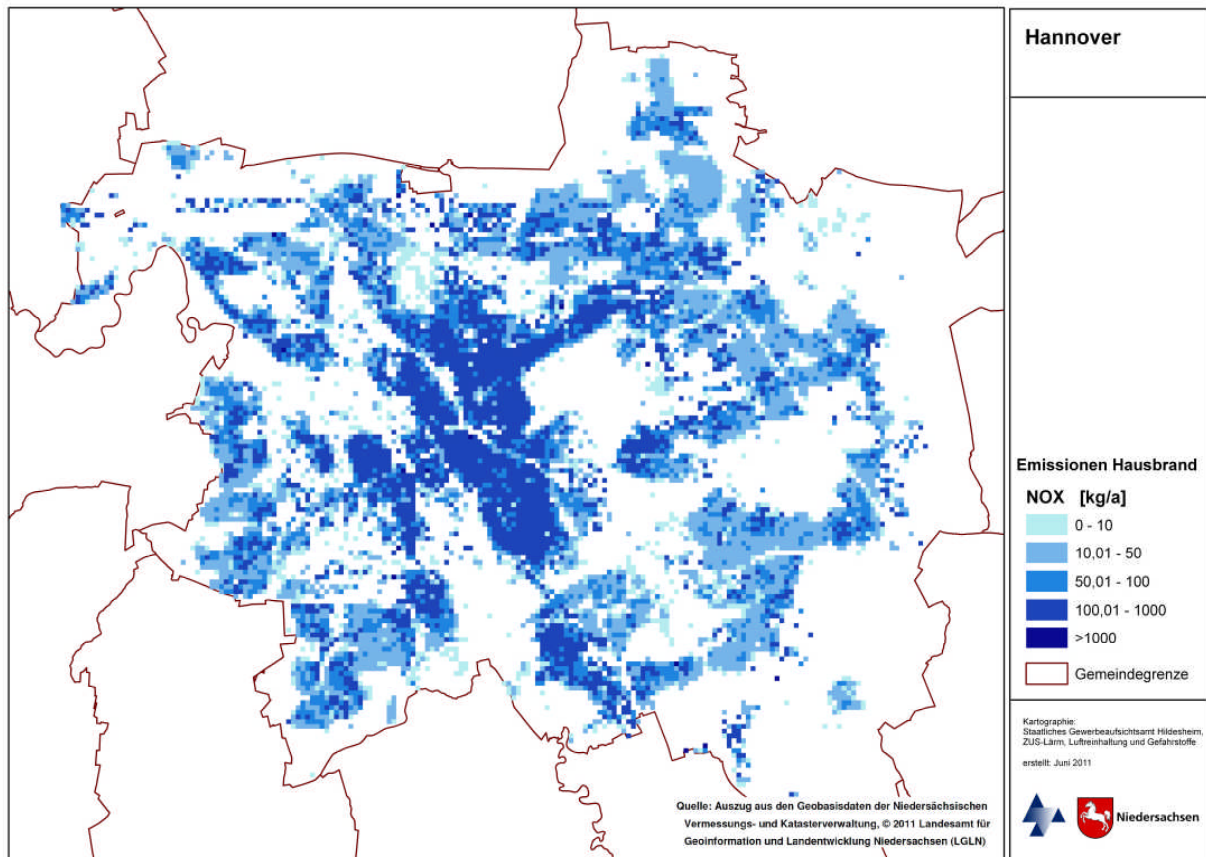 Hannover
Emissionen Hausbrand
NOX [kg/a]
0 - 10
10,01 - 50
50,01 - 100
100,01 - 1000
>1000
Gemeindegrenze
Kartographie:
Staatliches Gewerbeaufsichtsamt Hildesheim,
ZUS-Lärm, Luftreinhaltung und Gefahrstoffe
erstellt: Juni 2011
Niedersachsen
Quelle: Auszug aus den Geobasisdaten der Niedersächsischen
Vermessungs- und Katasterverwaltung, © 2011 Landesamt für
Geoinformation und Landentwicklung Niedersachsen (LGLN)